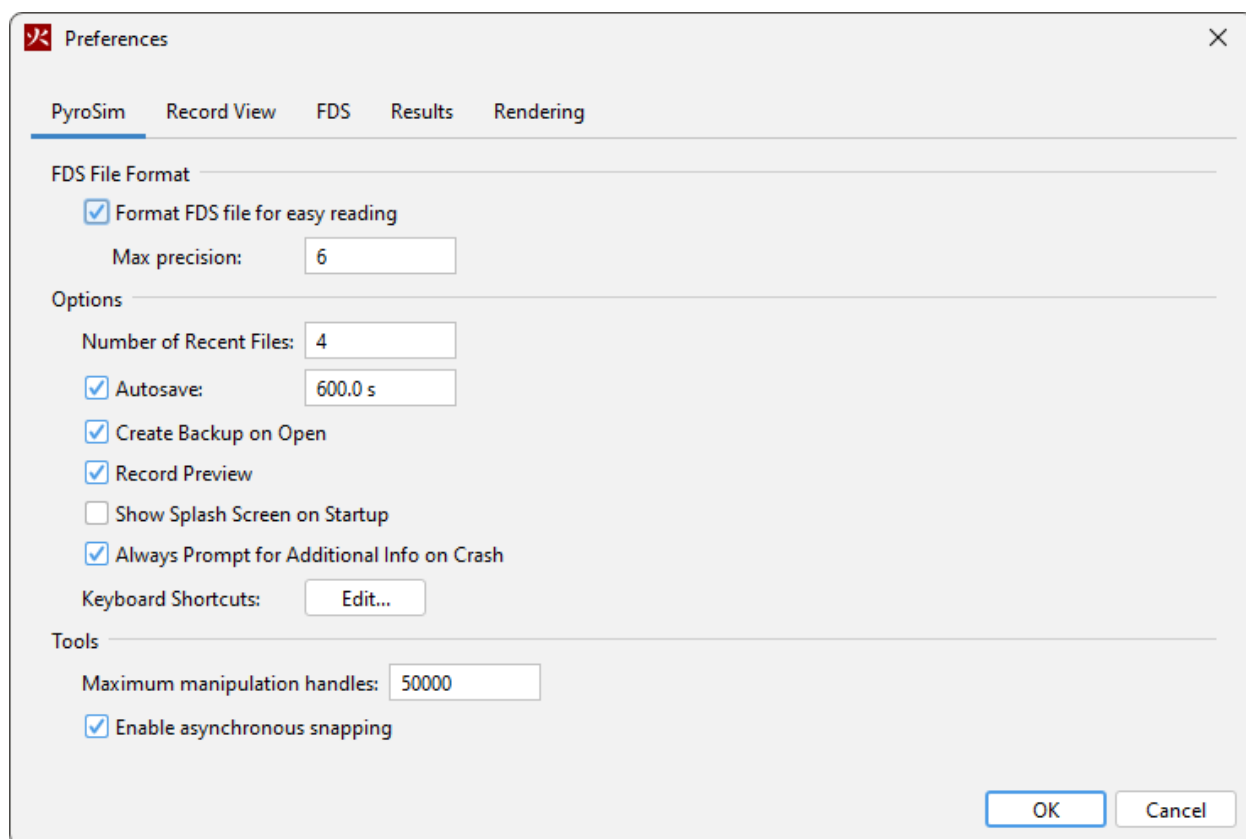 火 Preferences
PyroSim Record View FDS Results Rendering
FDS File Format
Format FDS file for easy reading
Max precision: 6
Options
Number of Recent Files: 4
Autosave: 600.0 s
Create Backup on Open
Record Preview
Show Splash Screen on Startup
Always Prompt for Additional Info on Crash
Keyboard Shortcuts: Edit...
Tools
Maximum manipulation handles: 50000
Enable asynchronous snapping
OK Cancel